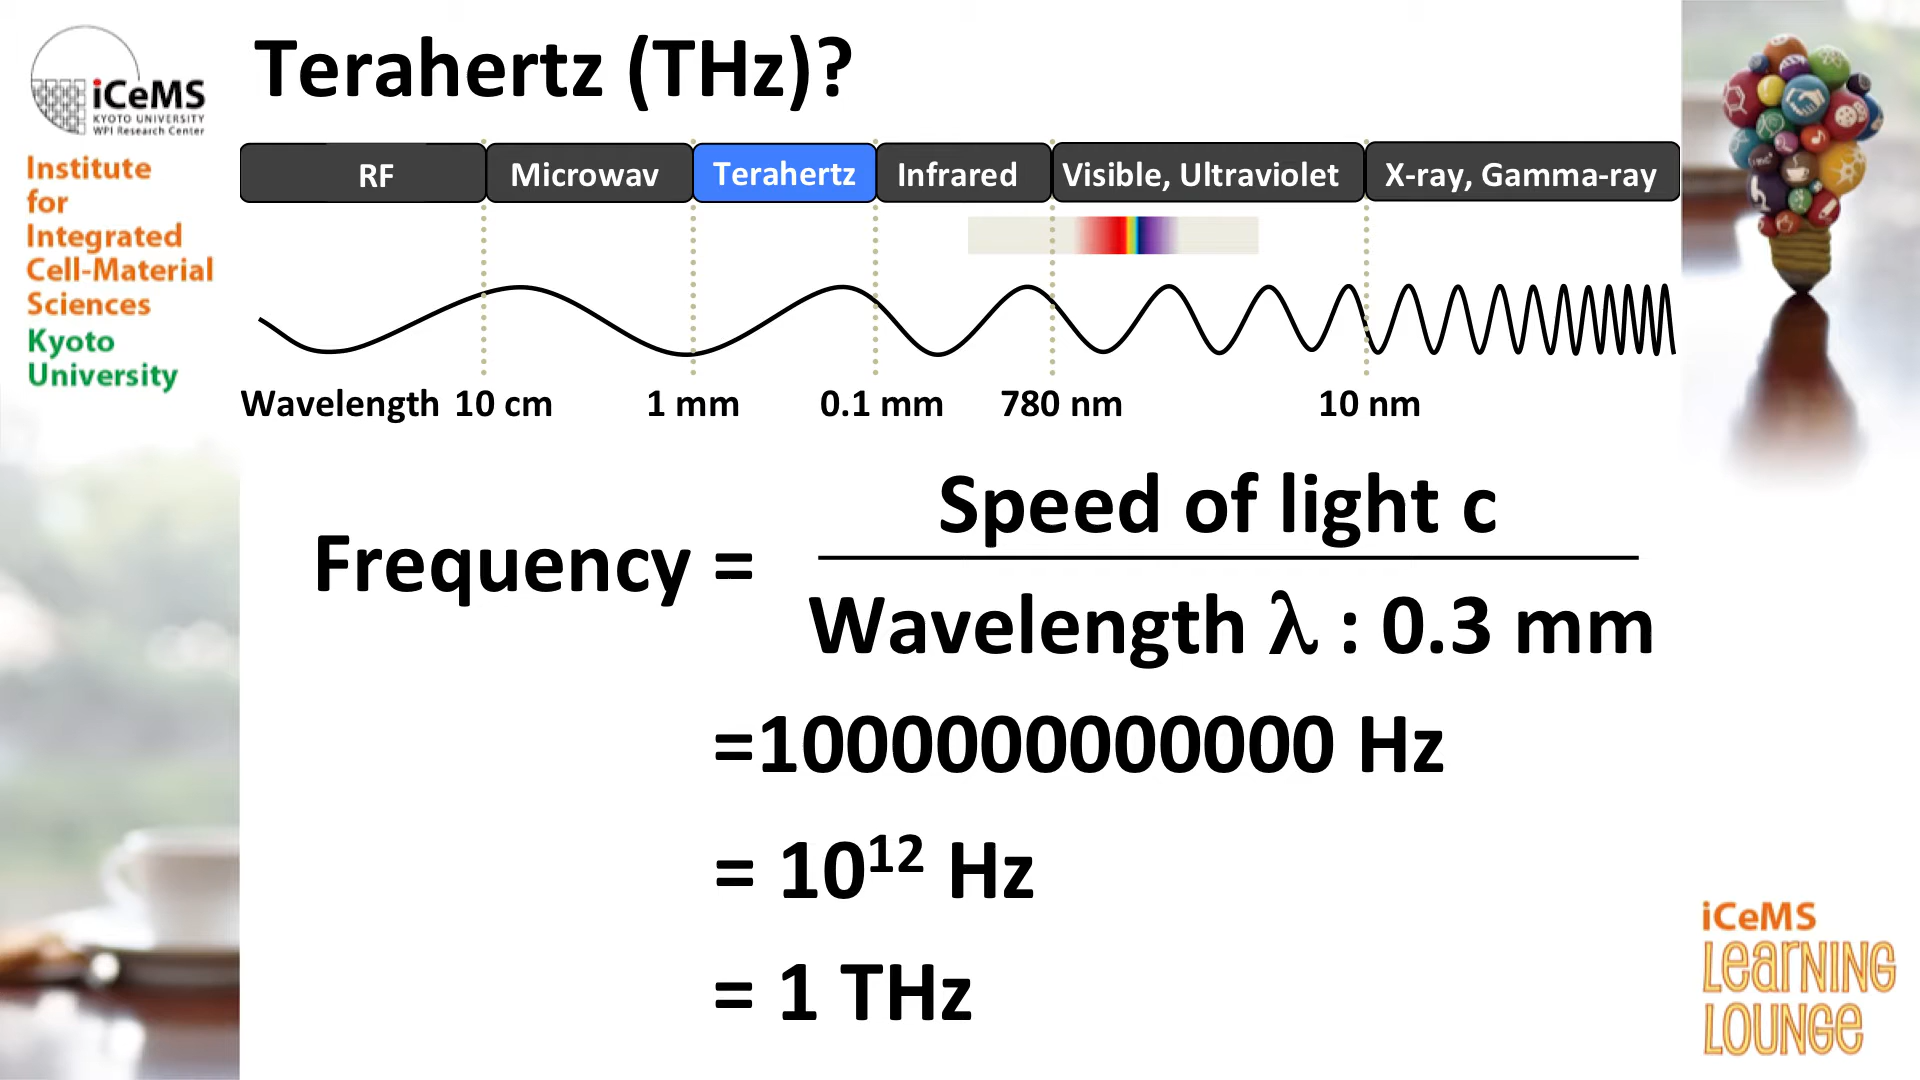 Terahertz (THz)?
iCeMS
KYOTO UNIVERSITY
WPI Research Center
Institute
for
Integrated
Cell-Material
Sciences
Kyoto
University
RF Microwav Terahertz Infrared Visible, Ultraviolet X-ray, Gamma-ray
Wavelength 10 cm 1 mm 0.1 mm 780 nm 10 nm
Speed of light c
Frequency =
Wavelength λ : 0.3 mm
=1000000000000 Hz
= 10¹² Hz
= 1 THz
iCeMS
LeaRNING
LOUNGe